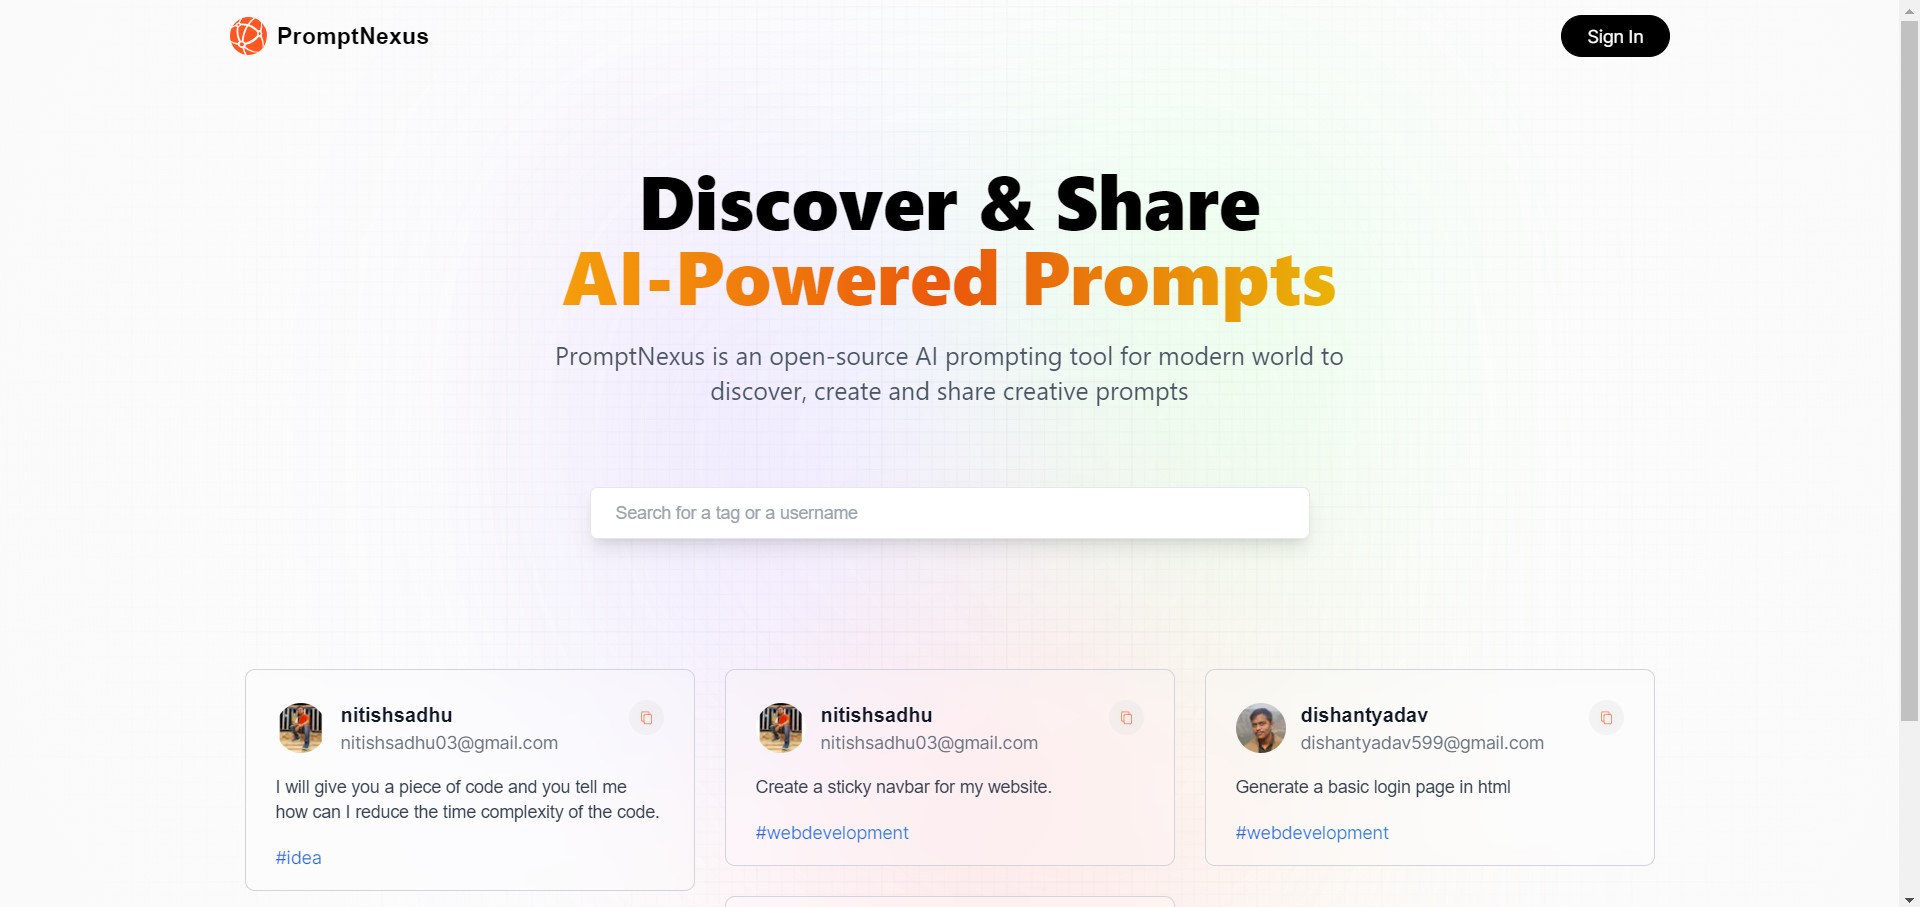 PromptNexus
Sign In
Discover & Share
AI-Powered Prompts
PromptNexus is an open-source AI prompting tool for modern world to
discover, create and share creative prompts
Search for a tag or a username
nitishsadhu
nitishsadhu03@gmail.com
I will give you a piece of code and you tell me
how can I reduce the time complexity of the code.
#idea
nitishsadhu
nitishsadhu03@gmail.com
Create a sticky navbar for my website.
#webdevelopment
dishantyadav
dishantyadav599@gmail.com
Generate a basic login page in html
#webdevelopment